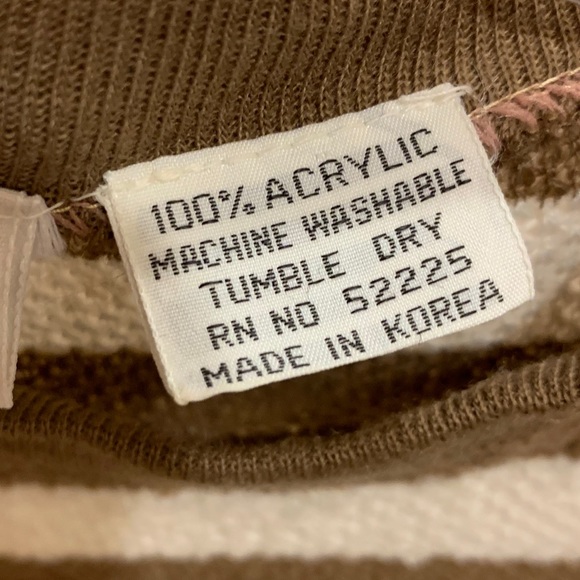 100% ACRYLIC
MACHINE WASHABLE
TUMBLE DRY
RN NO 52225
MADE IN KOREA